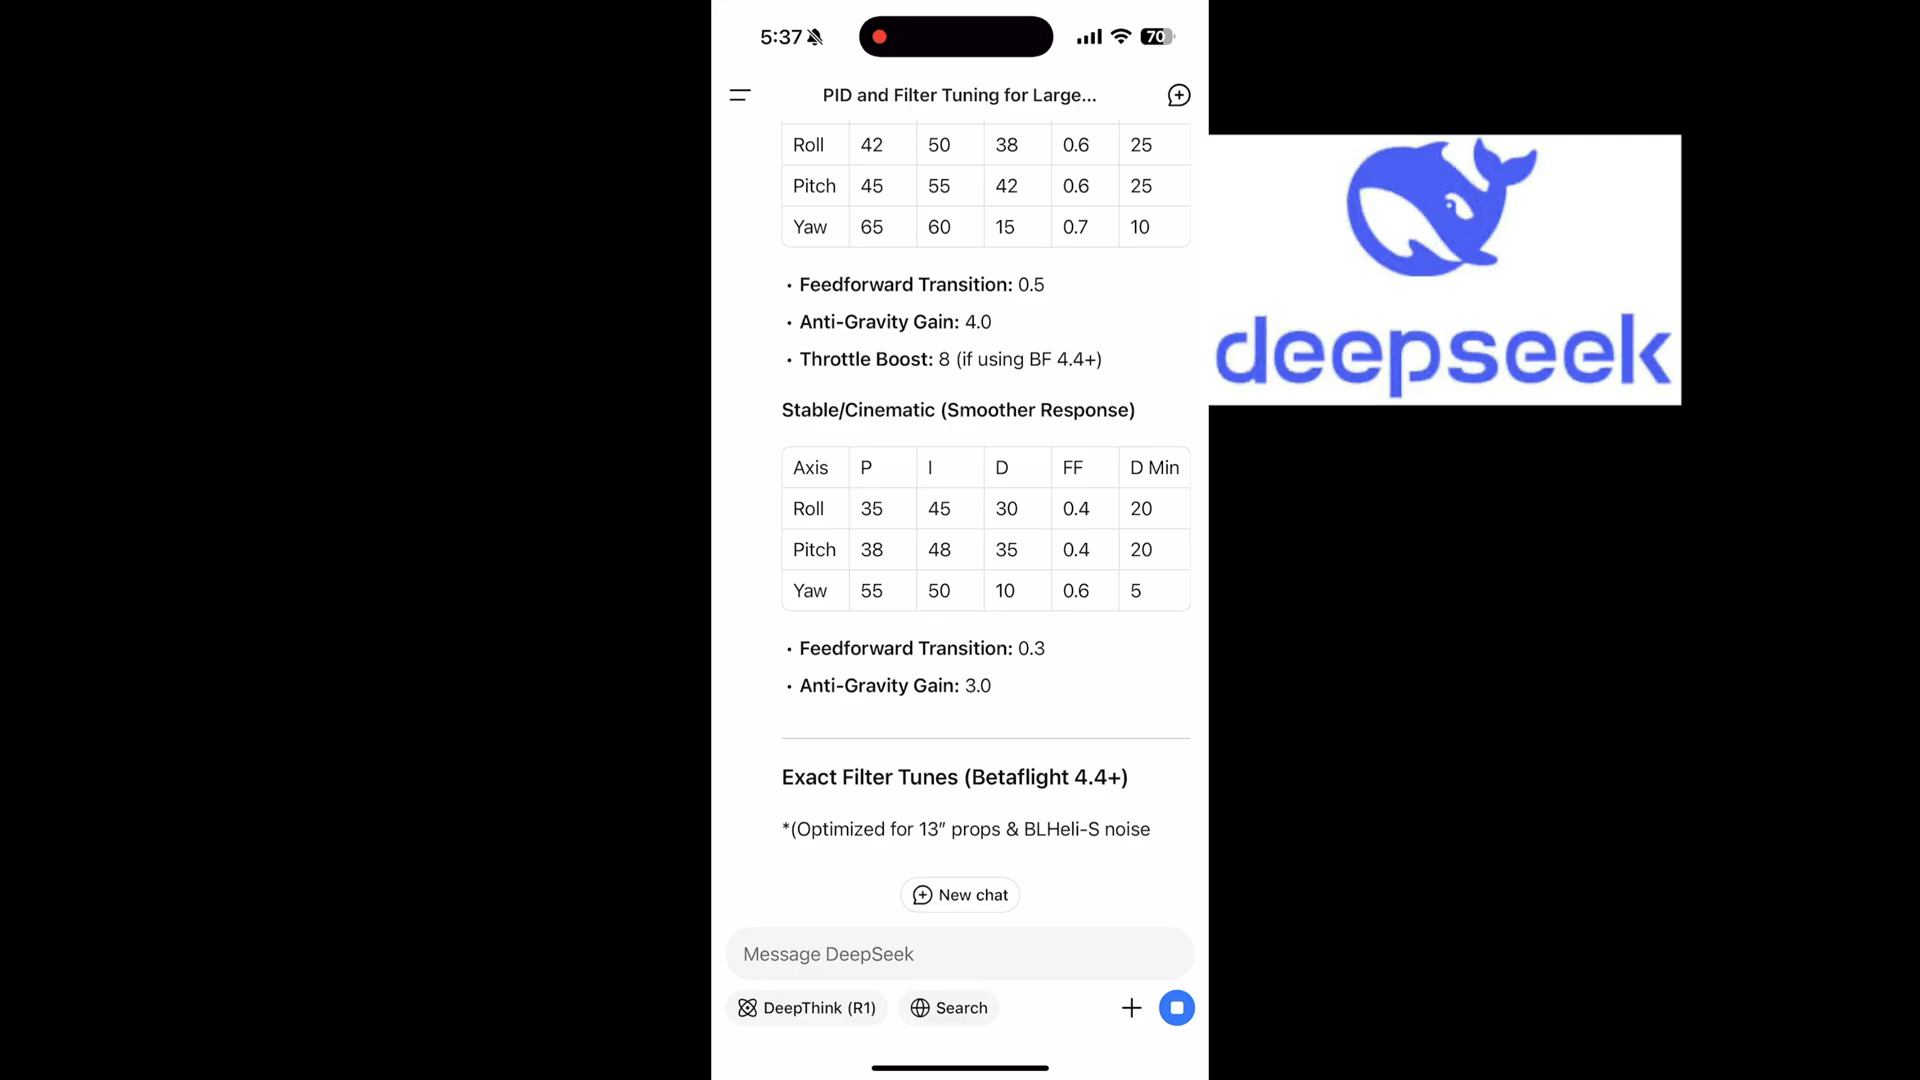 5:37
70
PID and Filter Tuning for Large...
Roll 42 50 38 0.6 25
Pitch 45 55 42 0.6 25
Yaw 65 60 15 0.7 10
• Feedforward Transition: 0.5
• Anti-Gravity Gain: 4.0
• Throttle Boost: 8 (if using BF 4.4+)
Stable/Cinematic (Smoother Response)
Axis P I D FF D Min
Roll 35 45 30 0.4 20
Pitch 38 48 35 0.4 20
Yaw 55 50 10 0.6 5
• Feedforward Transition: 0.3
• Anti-Gravity Gain: 3.0
Exact Filter Tunes (Betaflight 4.4+)
*(Optimized for 13″ props & BLHeli-S noise
New chat
Message DeepSeek
DeepThink (R1) Search
deepseek